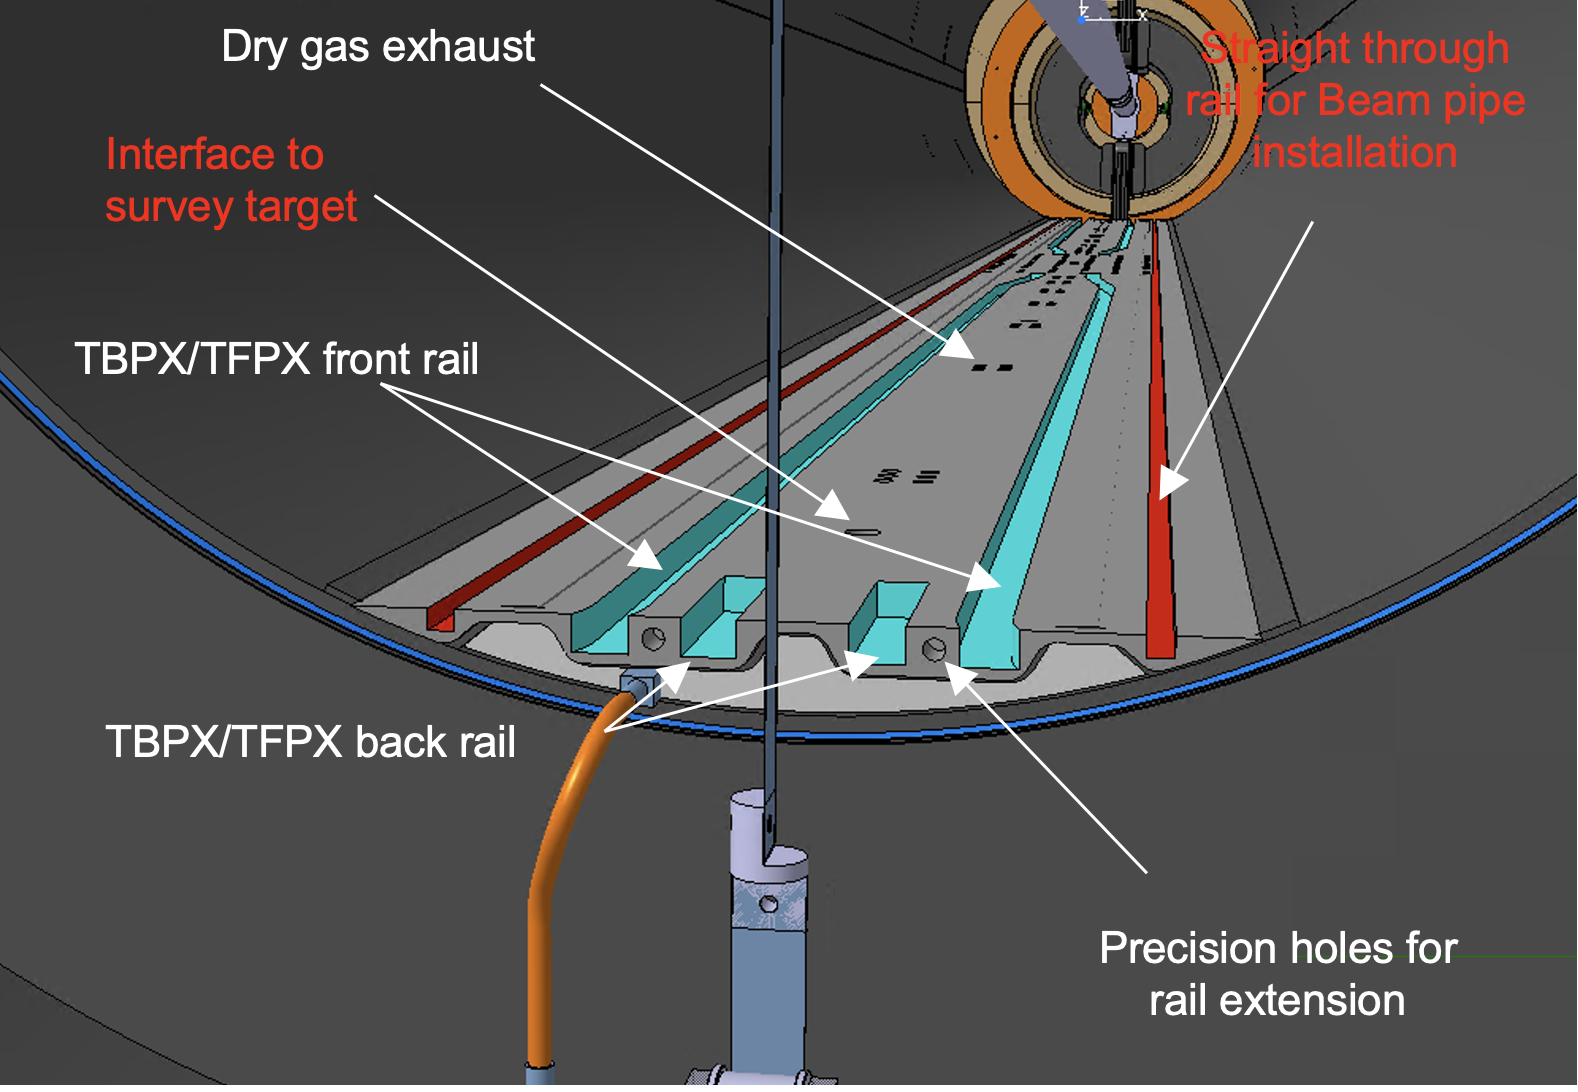 Dry gas exhaust
Straight through
rail for Beam pipe
installation
Interface to
survey target
TBPX/TFPX front rail
TBPX/TFPX back rail
Precision holes for
rail extension
z
x